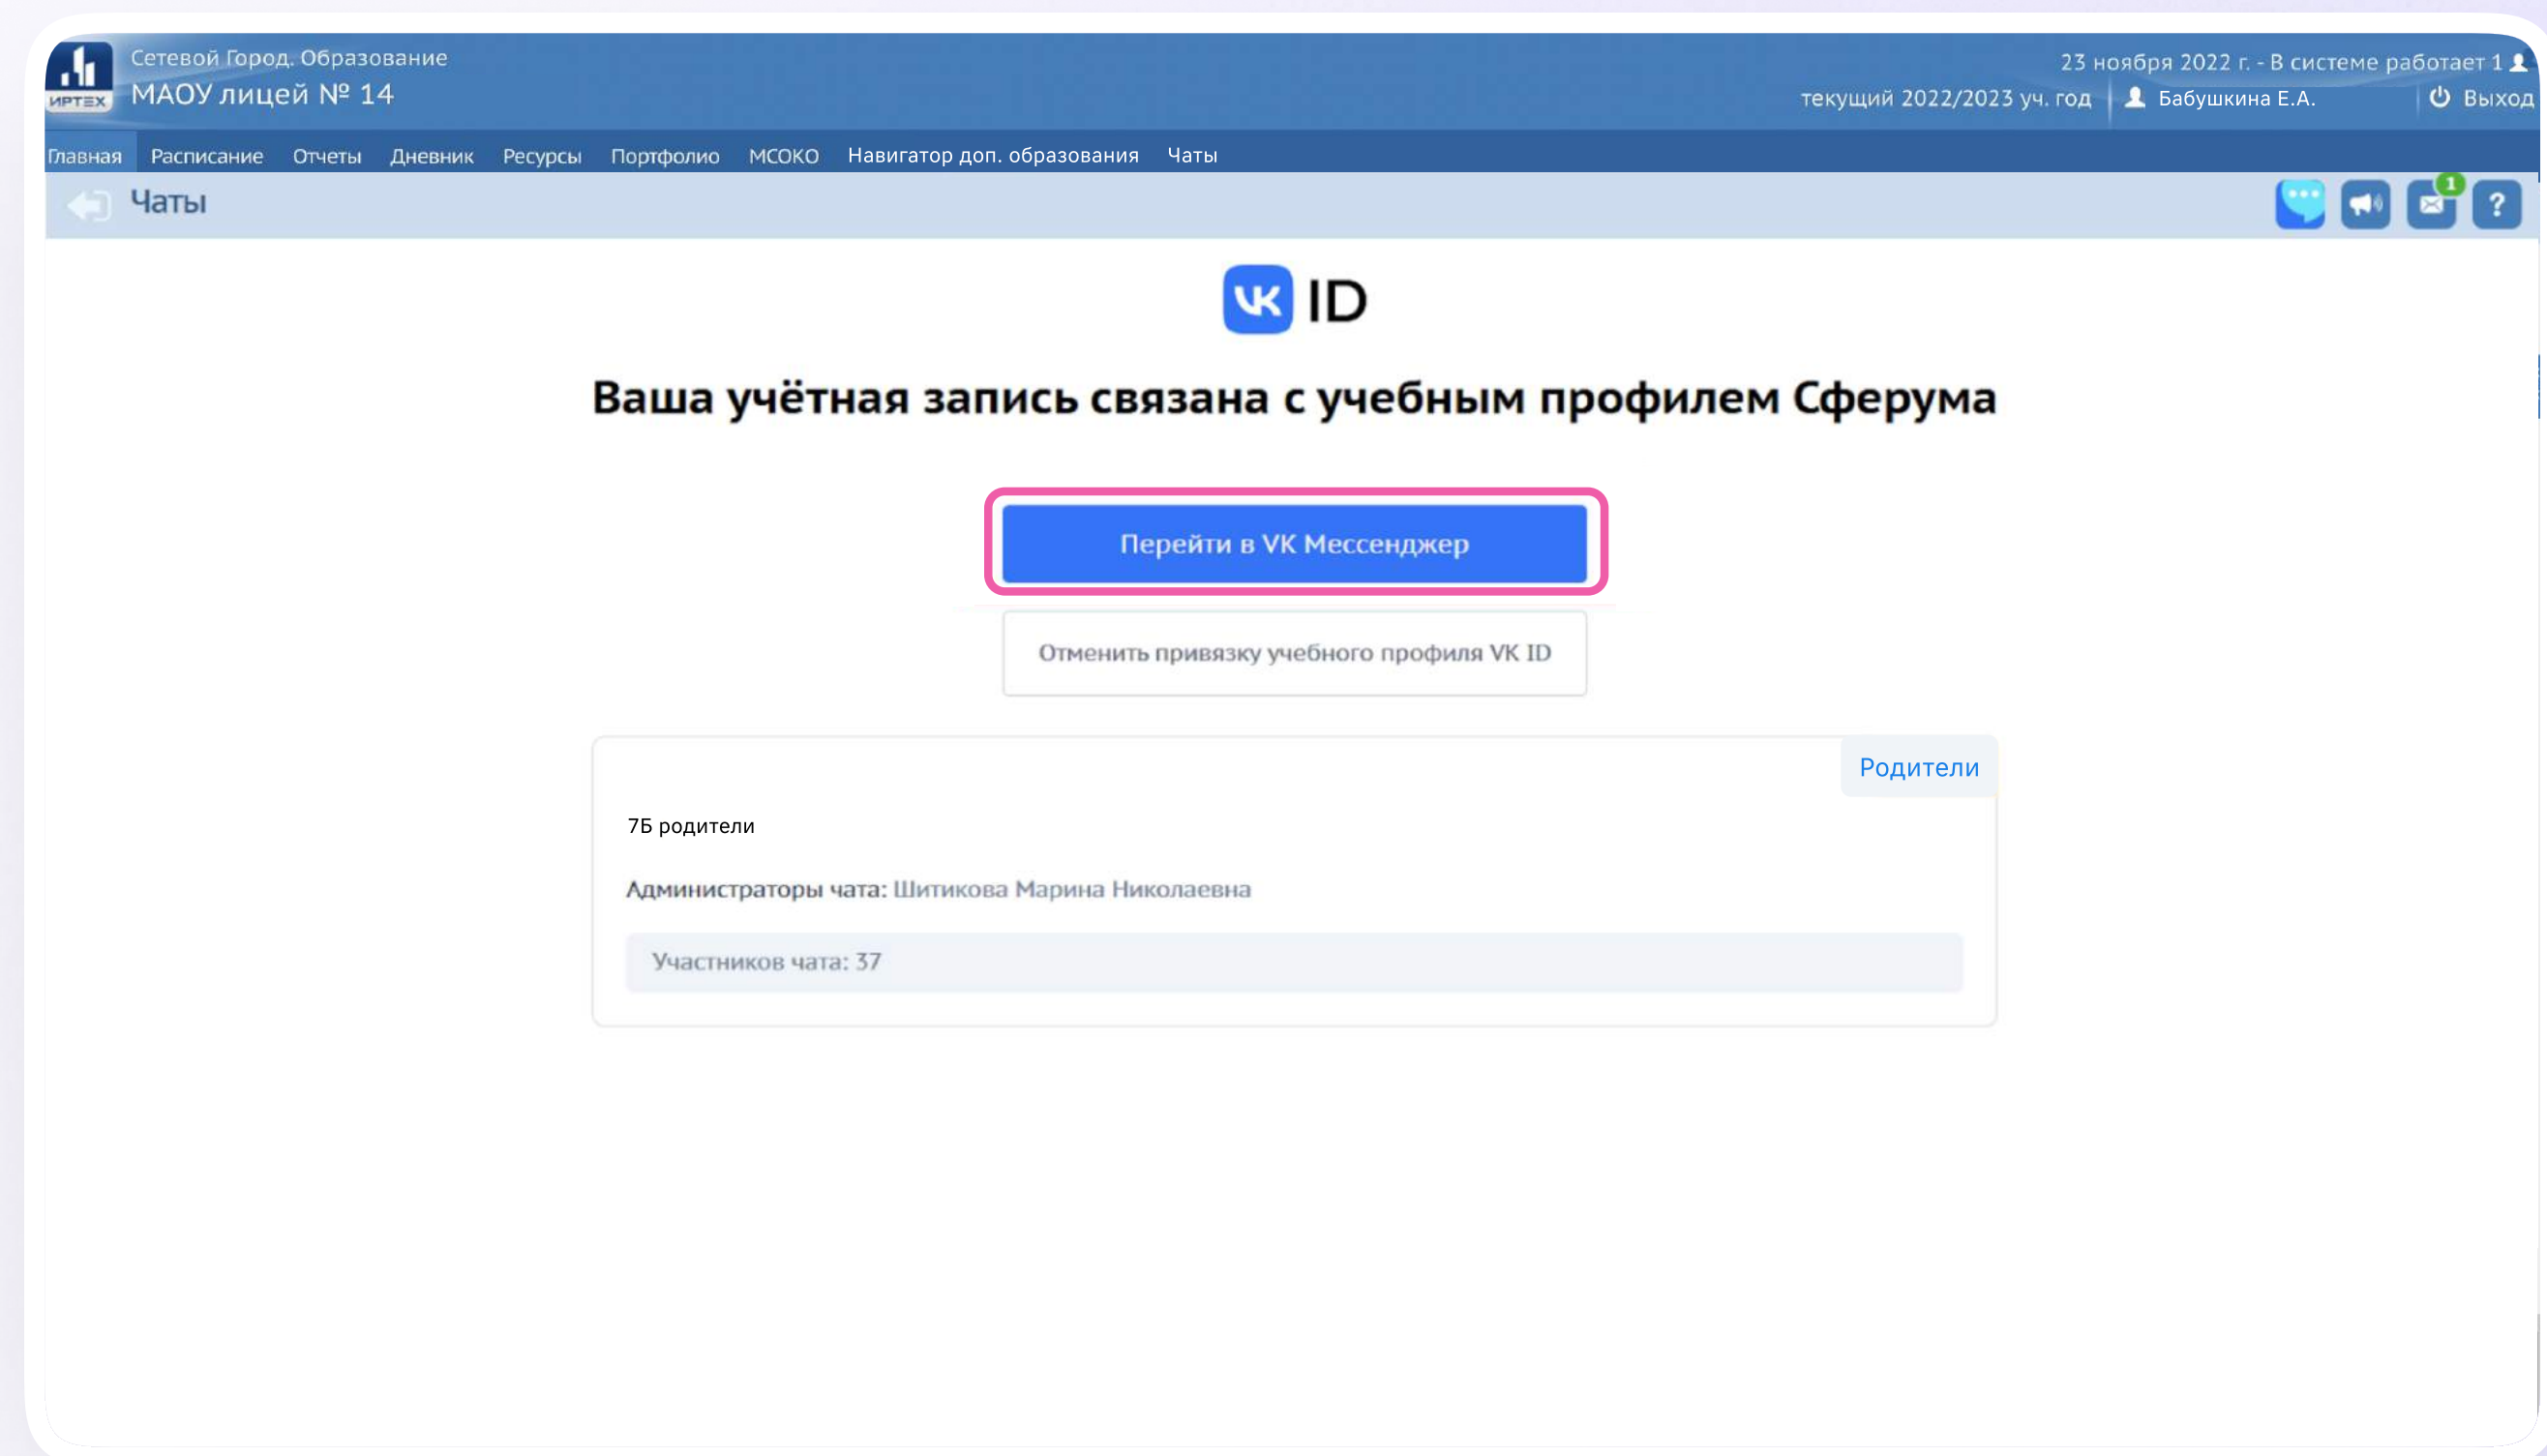 Сетевой Город. Образование
23 ноября 2022 г. - В системе работает 1
ИРТЕХ
МАОУ лицей № 14
текущий 2022/2023 уч. год
Бабушкина Е.А.
Выход
Главная Расписание Отчеты Дневник Ресурсы Портфолио МСОКО Навигатор доп. образования Чаты
Чаты
1
?
VK ID
Ваша учётная запись связана с учебным профилем Сферума
Перейти в VK Мессенджер
Отменить привязку учебного профиля VK ID
Родители
7Б родители
Администраторы чата: Шитикова Марина Николаевна
Участников чата: 37